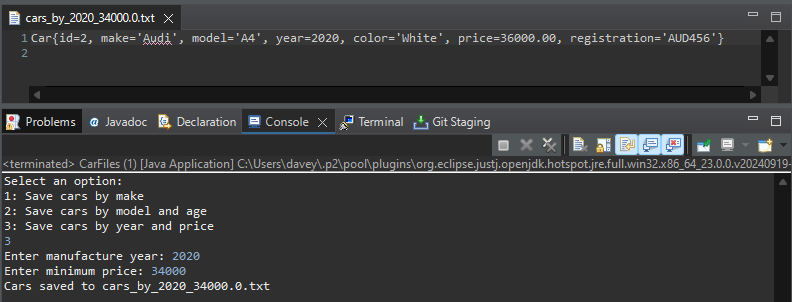 cars_by_2020_34000.0.txt
1 Car{id=2, make='Audi', model='A4', year=2020, color='White', price=36000.00, registration='AUD456'}
2
Problems Javadoc Declaration Console Terminal Git Staging
<terminated> CarFiles (1) [Java Application] C:\Users\davey\.p2\pool\plugins\org.eclipse.justj.openjdk.hotspot.jre.full.win32.x86_64_23.0.0.v20240919-
Select an option:
1: Save cars by make
2: Save cars by model and age
3: Save cars by year and price
3
Enter manufacture year: 2020
Enter minimum price: 34000
Cars saved to cars_by_2020_34000.0.txt